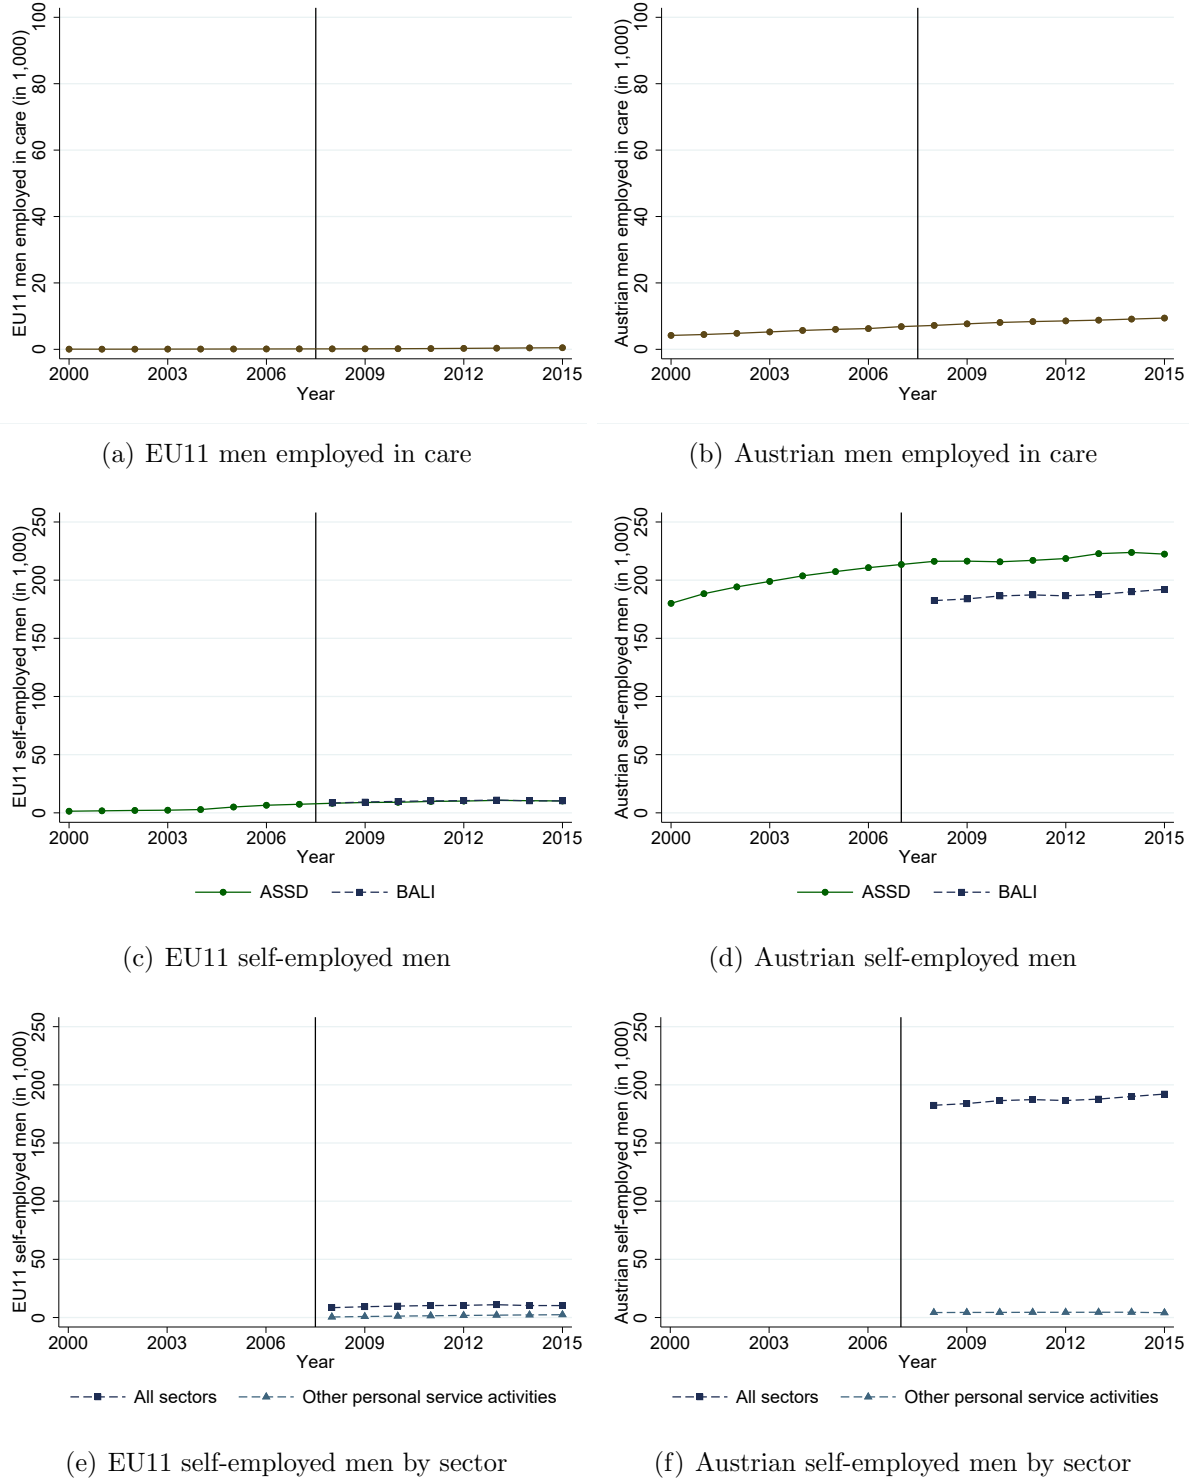 EU11 men employed in care (in 1,000)
100
80
60
40
20
0
2000 2003 2006 2009 2012 2015
Year
(a) EU11 men employed in care
Austrian men employed in care (in 1,000)
100
80
60
40
20
0
2000 2003 2006 2009 2012 2015
Year
(b) Austrian men employed in care
EU11 self-employed men (in 1,000)
250
200
150
100
50
0
2000 2003 2006 2009 2012 2015
Year
ASSD BALI
(c) EU11 self-employed men
Austrian self-employed men (in 1,000)
250
200
150
100
50
0
2000 2003 2006 2009 2012 2015
Year
ASSD BALI
(d) Austrian self-employed men
EU11 self-employed men (in 1,000)
250
200
150
100
50
0
2000 2003 2006 2009 2012 2015
Year
All sectors Other personal service activities
(e) EU11 self-employed men by sector
Austrian self-employed men (in 1,000)
250
200
150
100
50
0
2000 2003 2006 2009 2012 2015
Year
All sectors Other personal service activities
(f) Austrian self-employed men by sector